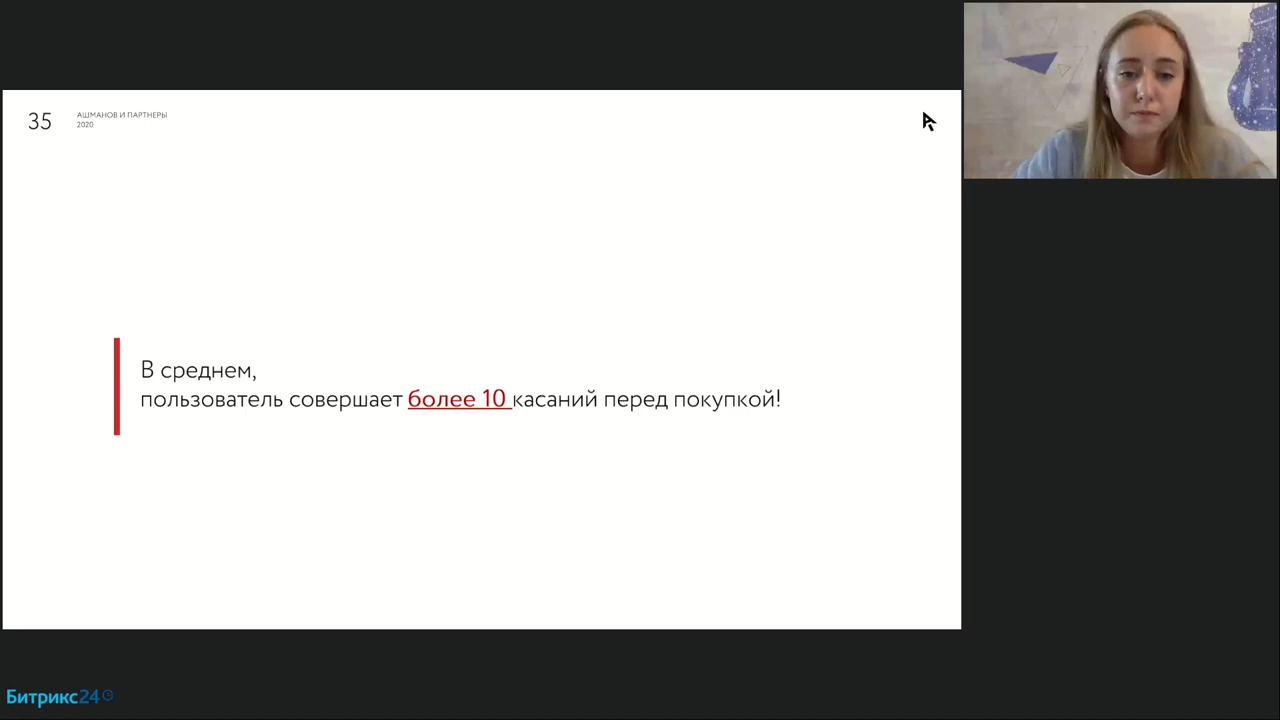 35
АШМАНОВ И ПАРТНЕРЫ
2020
В среднем,
пользователь совершает более 10 касаний перед покупкой!
Битрикс24